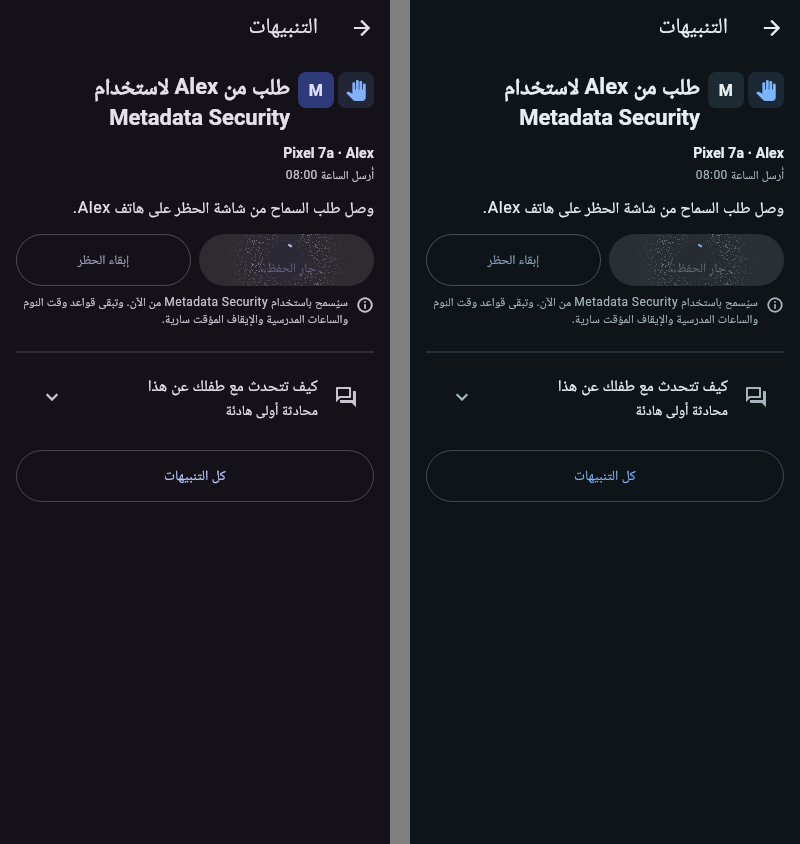 التنبيهات
M
طلب من Alex لاستخدام
Metadata Security
Pixel 7a · Alex
أرسل الساعة 08:00
وصل طلب السماح من شاشة الحظر على هاتف Alex.
جارٍ الحفظ…
إبقاء الحظر
سيُسمح باستخدام Metadata Security من الآن. وتبقى قواعد وقت النوم
والساعات المدرسية والإيقاف المؤقت سارية.
كيف تتحدث مع طفلك عن هذا
محادثة أولى هادئة
كل التنبيهات
التنبيهات
M
طلب من Alex لاستخدام
Metadata Security
Pixel 7a · Alex
أرسل الساعة 08:00
وصل طلب السماح من شاشة الحظر على هاتف Alex.
جارٍ الحفظ…
إبقاء الحظر
سيُسمح باستخدام Metadata Security من الآن. وتبقى قواعد وقت النوم
والساعات المدرسية والإيقاف المؤقت سارية.
كيف تتحدث مع طفلك عن هذا
محادثة أولى هادئة
كل التنبيهات